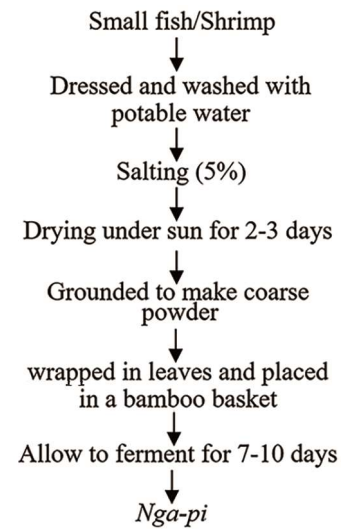 Small fish/Shrimp
Dressed and washed with
potable water
Salting (5%)
Drying under sun for 2-3 days
Grounded to make coarse
powder
wrapped in leaves and placed
in a bamboo basket
Allow to ferment for 7-10 days
Nga-pi